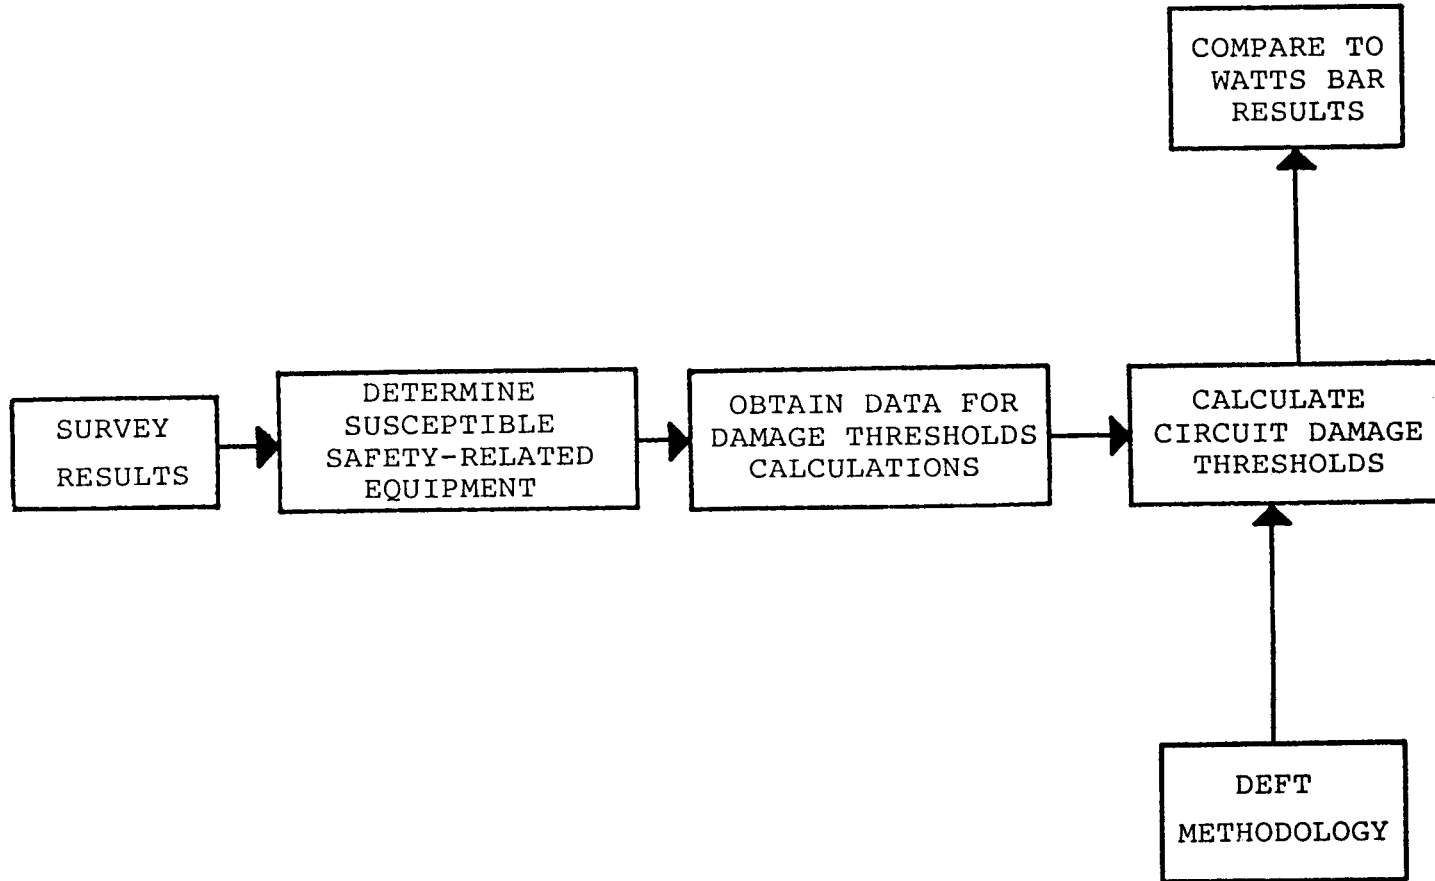 COMPARE TO
WATTS BAR
RESULTS
SURVEY
RESULTS
DETERMINE
SUSCEPTIBLE
SAFETY-RELATED
EQUIPMENT
OBTAIN DATA FOR
DAMAGE THRESHOLDS
CALCULATIONS
CALCULATE
CIRCUIT DAMAGE
THRESHOLDS
DEFT
METHODOLOGY